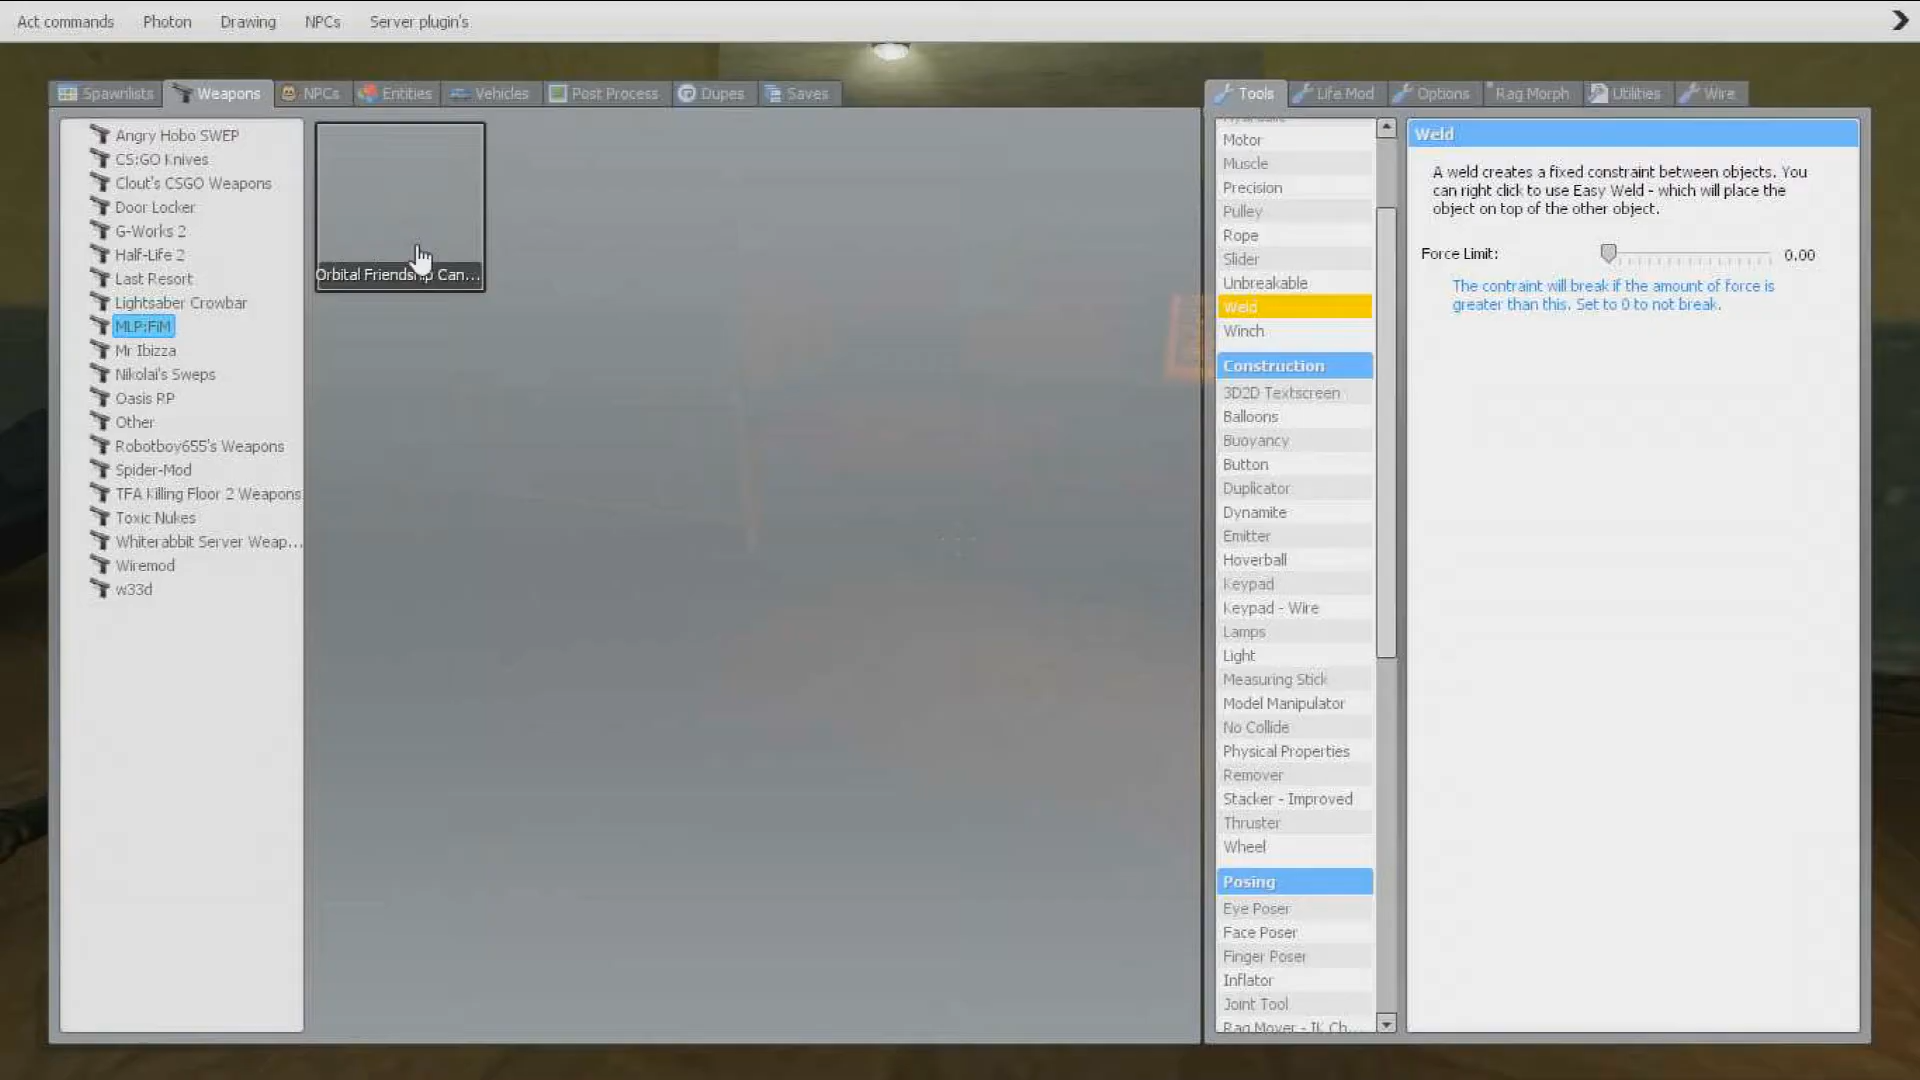 Act commands Photon Drawing NPCs Server plugin's
Spawnlists Weapons NPCs Entities Vehicles Post Process Dupes Saves
Angry Hobo SWEP
CS:GO Knives
Clout's CSGO Weapons
Door Locker
G-Works 2
Half-Life 2
Last Resort
Lightsaber Crowbar
MLP:FiM
Mr Ibizza
Nikolai's Sweps
Oasis RP
Other
Robotboy655's Weapons
Spider-Mod
TFA Killing Floor 2 Weapons
Toxic Nukes
Whiterabbit Server Weap...
Wiremod
w33d
Orbital Friendship Can...
Tools Life Mod Options Rag Morph Utilities Wire
Hydraulic
Motor
Muscle
Precision
Pulley
Rope
Slider
Unbreakable
Weld
Winch
Construction
3D2D Textscreen
Balloons
Buoyancy
Button
Duplicator
Dynamite
Emitter
Hoverball
Keypad
Keypad - Wire
Lamps
Light
Measuring Stick
Model Manipulator
No Collide
Physical Properties
Remover
Stacker - Improved
Thruster
Wheel
Posing
Eye Poser
Face Poser
Finger Poser
Inflator
Joint Tool
Rag Mover - IK Ch...
Weld
A weld creates a fixed constraint between objects. You
can right click to use Easy Weld - which will place the
object on top of the other object.
Force Limit: 0.00
The contraint will break if the amount of force is
greater than this. Set to 0 to not break.